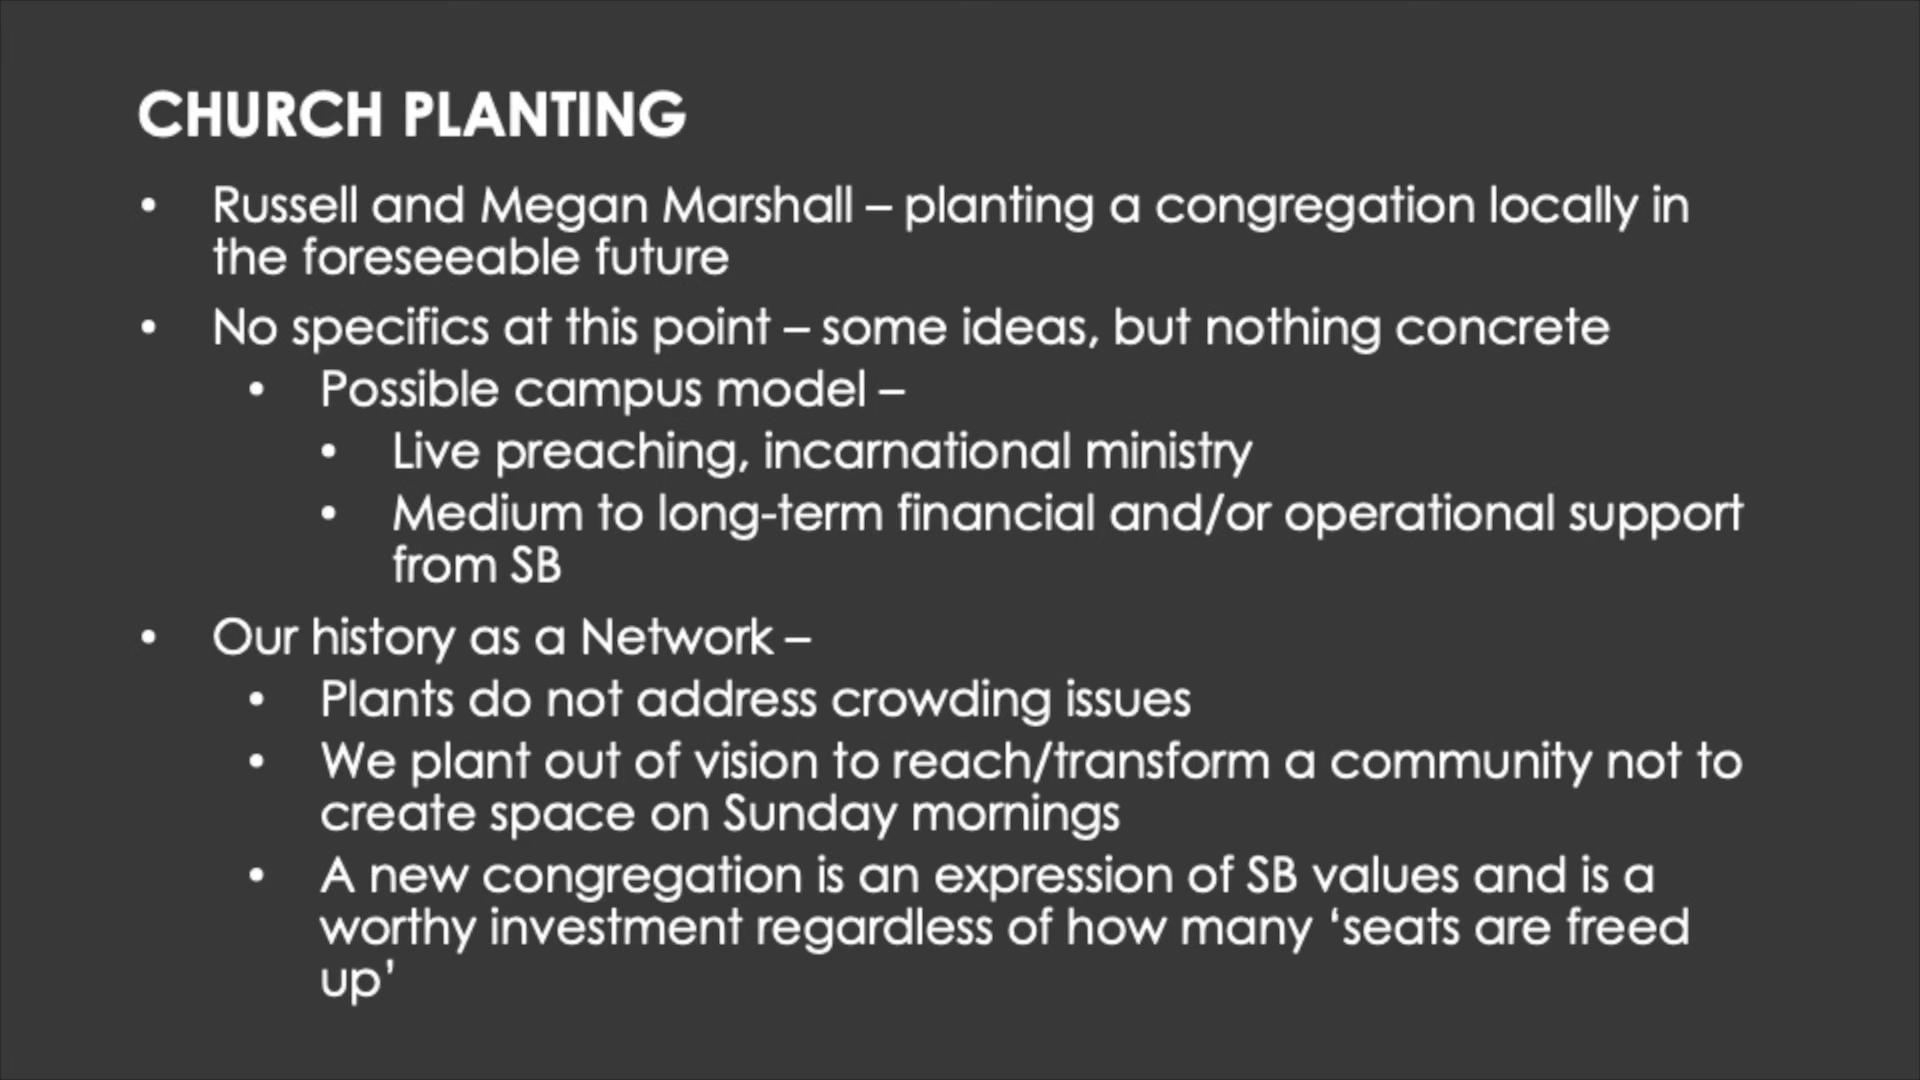 CHURCH PLANTING
• Russell and Megan Marshall – planting a congregation locally in
the foreseeable future
• No specifics at this point – some ideas, but nothing concrete
• Possible campus model –
• Live preaching, incarnational ministry
• Medium to long-term financial and/or operational support
from SB
• Our history as a Network –
• Plants do not address crowding issues
• We plant out of vision to reach/transform a community not to
create space on Sunday mornings
• A new congregation is an expression of SB values and is a
worthy investment regardless of how many ‘seats are freed
up’